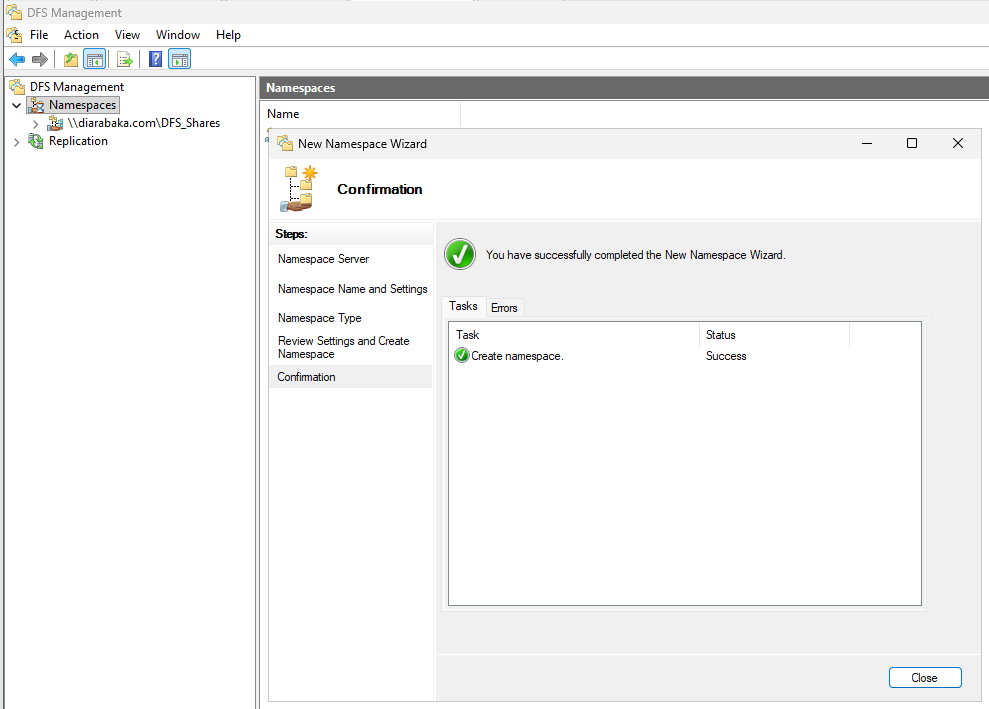 DFS Management
File Action View Window Help
DFS Management
Namespaces
\\diarabaka.com\DFS_Shares
Replication
Namespaces
Name
New Namespace Wizard
Confirmation
Steps:
Namespace Server
Namespace Name and Settings
Namespace Type
Review Settings and Create
Namespace
Confirmation
You have successfully completed the New Namespace Wizard.
Tasks Errors
Task Status
Create namespace. Success
Close